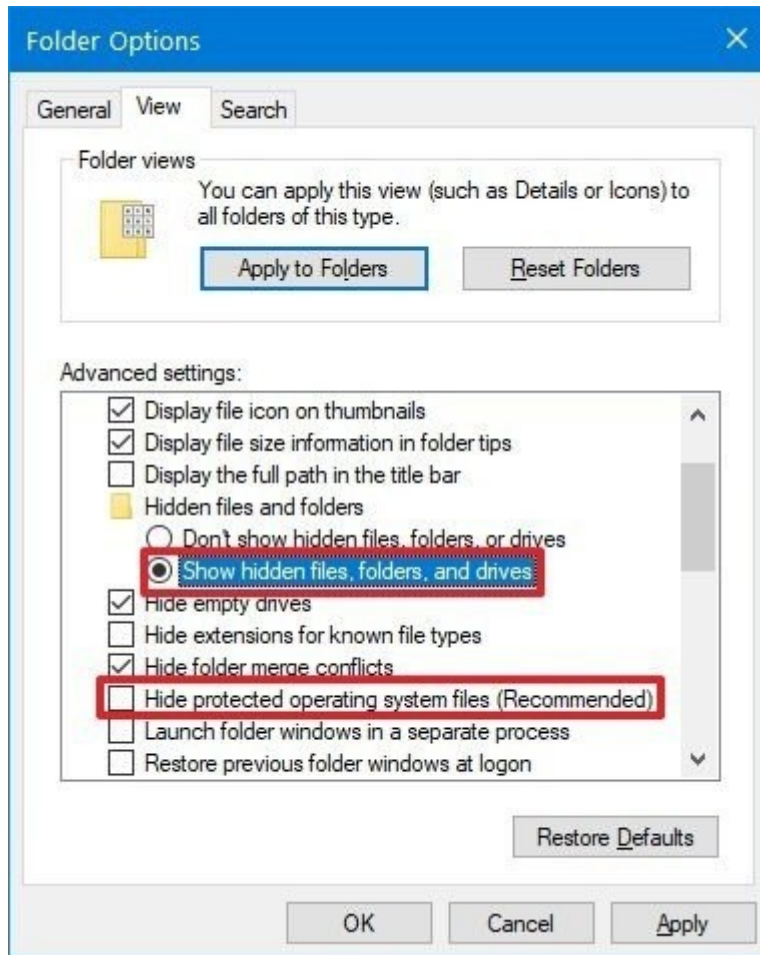 Folder Options
General View Search
Folder views
You can apply this view (such as Details or Icons) to
all folders of this type.
Apply to Folders Reset Folders
Advanced settings:
Display file icon on thumbnails
Display file size information in folder tips
Display the full path in the title bar
Hidden files and folders
Don't show hidden files, folders, or drives
Show hidden files, folders, and drives
Hide empty drives
Hide extensions for known file types
Hide folder merge conflicts
Hide protected operating system files (Recommended)
Launch folder windows in a separate process
Restore previous folder windows at logon
Restore Defaults
OK Cancel Apply